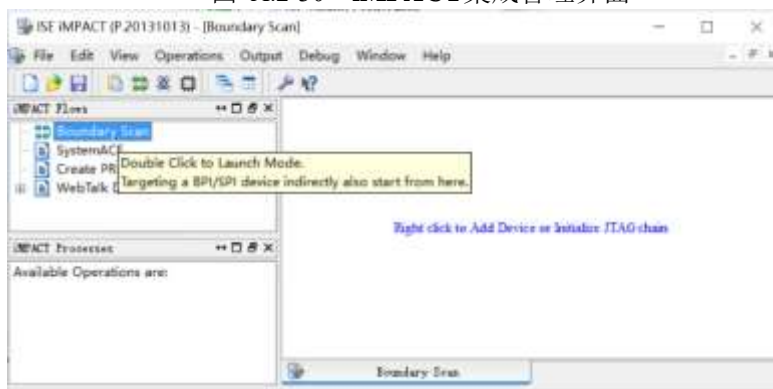 ISE iMPACT (P.20131013) - [Boundary Scan]
File Edit View Operations Output Debug Window Help
iMPACT Flows
Boundary Scan
SystemACE
Create PR
WebTalk
Double Click to Launch Mode.
Targeting a BPI/SPI device indirectly also start from here.
Right click to Add Device or Initialize JTAG chain
iMPACT Processes
Available Operations are:
Boundary Scan